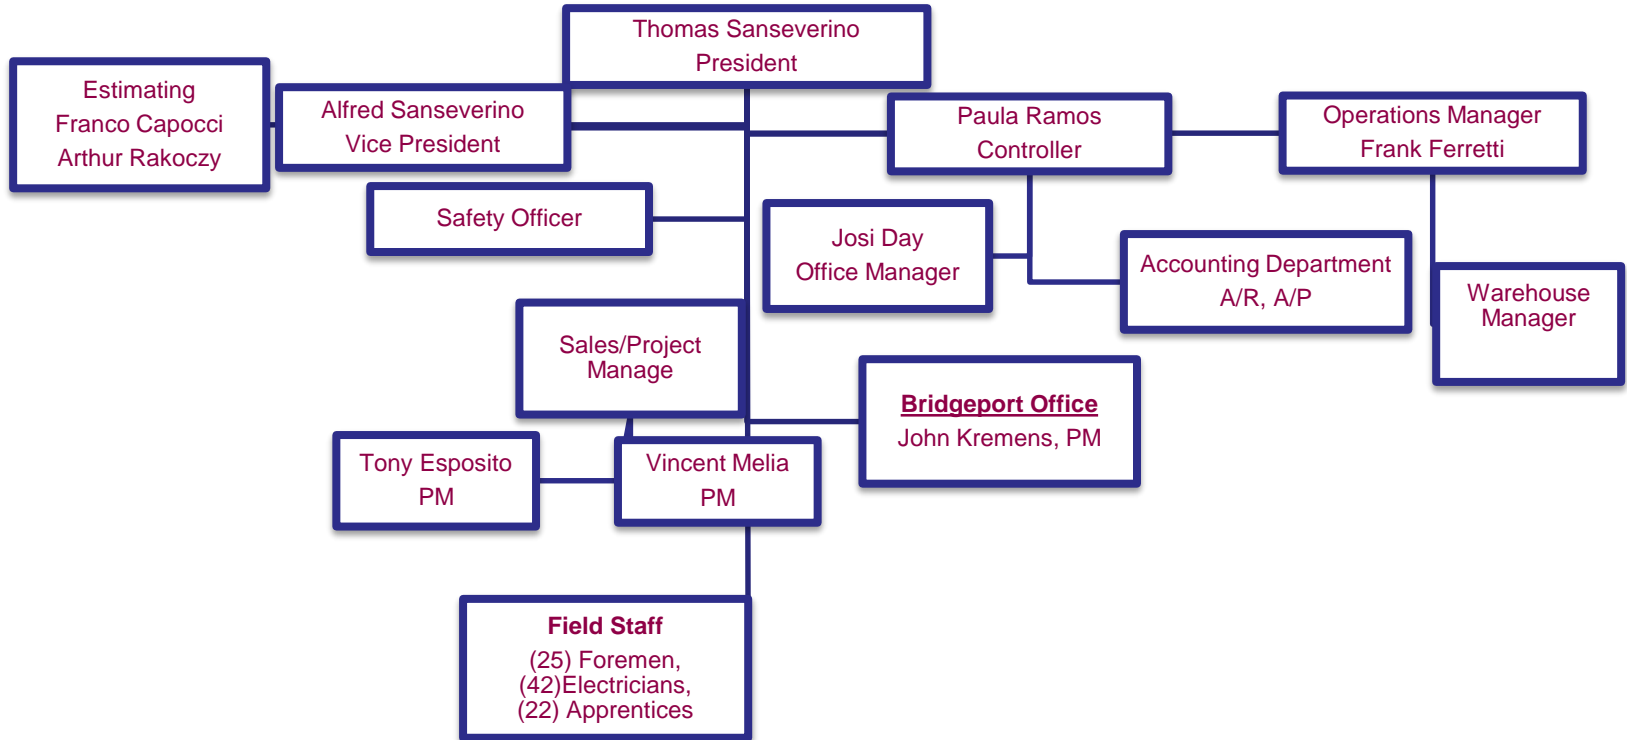 Thomas Sanseverino
President
Estimating
Franco Capocci
Arthur Rakoczy
Alfred Sanseverino
Vice President
Paula Ramos
Controller
Operations Manager
Frank Ferretti
Safety Officer
Josi Day
Office Manager
Accounting Department
A/R, A/P
Warehouse
Manager
Sales/Project
Manage
Bridgeport Office
John Kremens, PM
Tony Esposito
PM
Vincent Melia
PM
Field Staff
(25) Foremen,
(42)Electricians,
(22) Apprentices